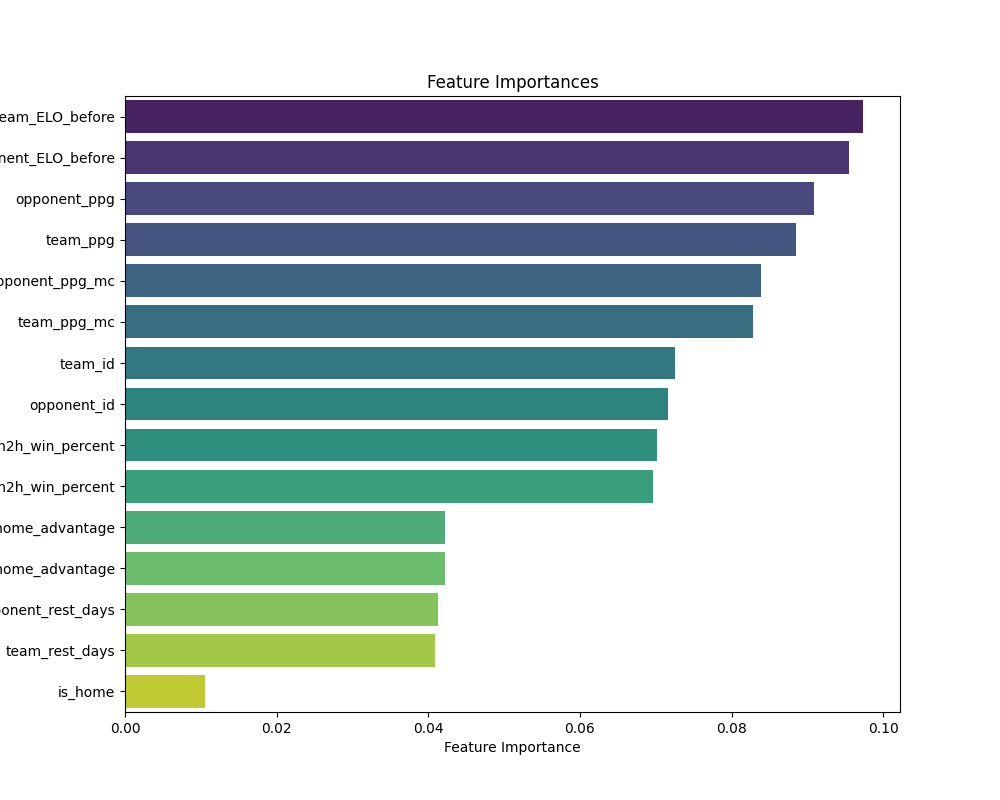 Feature Importances
eam_ELO_before
nent_ELO_before
opponent_ppg
team_ppg
pponent_ppg_mc
team_ppg_mc
team_id
opponent_id
h2h_win_percent
h2h_win_percent
home_advantage
home_advantage
onent_rest_days
team_rest_days
is_home
0.00 0.02 0.04 0.06 0.08 0.10
Feature Importance